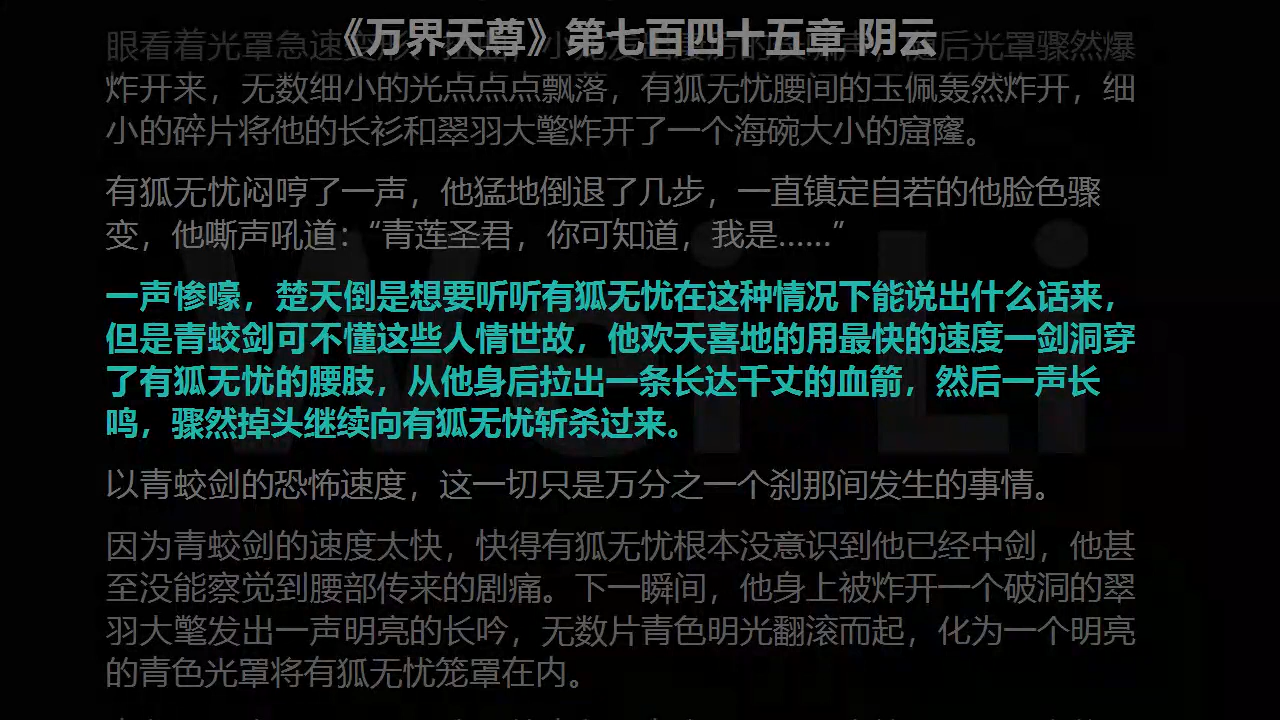 《万界天尊》第七百四十五章 阴云
眼看着光罩急速变形、扭曲，小龙发出凄厉的长嘶声，随后光罩骤然爆
炸开来，无数细小的光点点点飘落，有狐无忧腰间的玉佩轰然炸开，细
小的碎片将他的长衫和翠羽大氅炸开了一个海碗大小的窟窿。
有狐无忧闷哼了一声，他猛地倒退了几步，一直镇定自若的他脸色骤
变，他嘶声吼道：“青莲圣君，你可知道，我是……”
一声惨嚎，楚天倒是想要听听有狐无忧在这种情况下能说出什么话来，
但是青蛟剑可不懂这些人情世故，他欢天喜地的用最快的速度一剑洞穿
了有狐无忧的腰肢，从他身后拉出一条长达千丈的血箭，然后一声长
鸣，骤然掉头继续向有狐无忧斩杀过来。
以青蛟剑的恐怖速度，这一切只是万分之一个刹那间发生的事情。
因为青蛟剑的速度太快，快得有狐无忧根本没意识到他已经中剑，他甚
至没能察觉到腰部传来的剧痛。下一瞬间，他身上被炸开一个破洞的翠
羽大氅发出一声明亮的长吟，无数片青色明光翻滚而起，化为一个明亮
的青色光罩将有狐无忧笼罩在内。
Wei Li